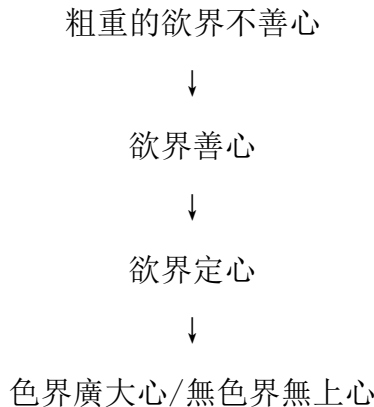 粗重的欲界不善心
↓
欲界善心
↓
欲界定心
↓
色界廣大心/無色界無上心